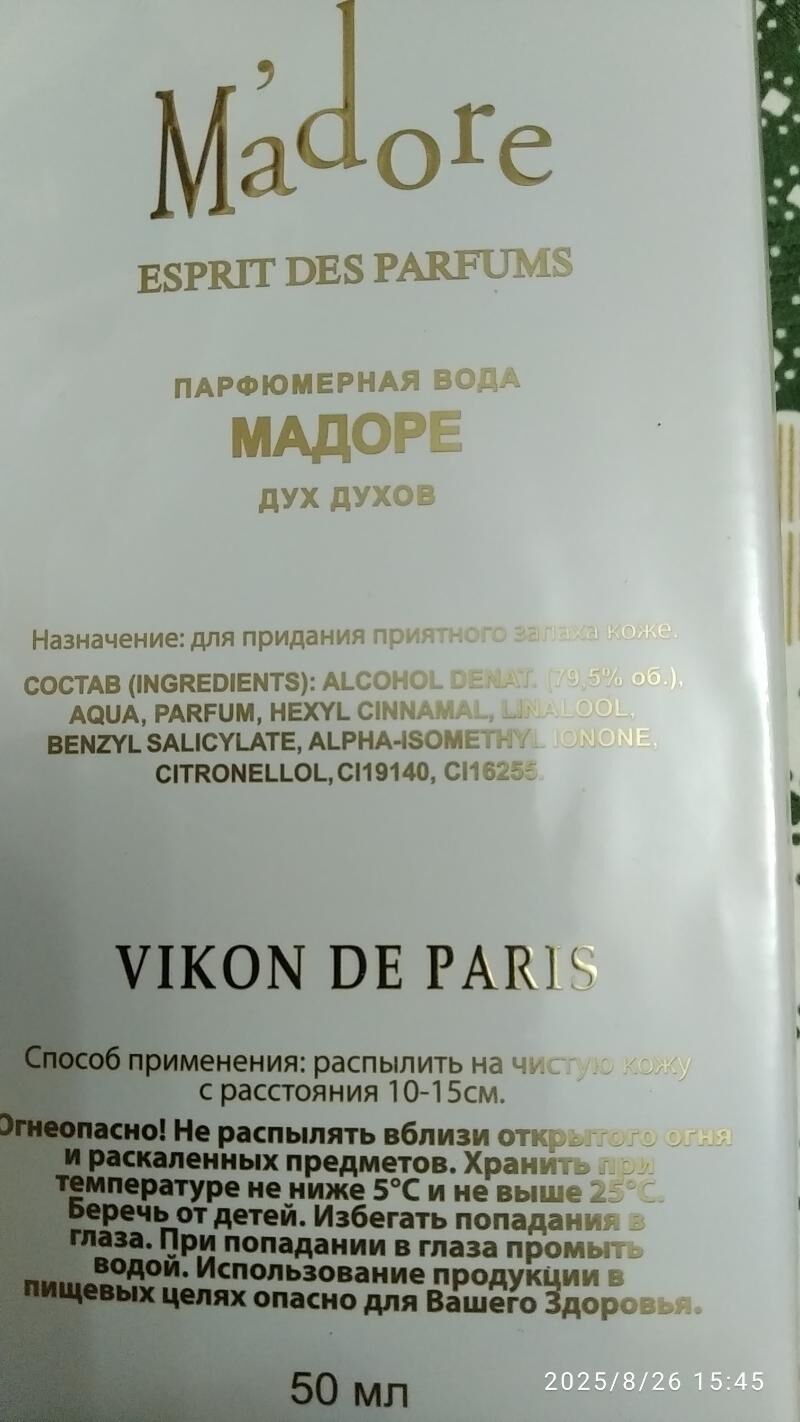 M'adore
ESPRIT DES PARFUMS
ПАРФЮМЕРНАЯ ВОДА
МАДОРЕ
ДУХ ДУХОВ
Назначение: для придания приятного запаха коже.
СОСТАВ (INGREDIENTS): ALCOHOL DENAT. (79,5% об.),
AQUA, PARFUM, HEXYL CINNAMAL, LINALOOL,
BENZYL SALICYLATE, ALPHA-ISOMETHYL IONONE,
CITRONELLOL, CI19140, CI16255.
VIKON DE PARIS
Способ применения: распылить на чистую кожу
с расстояния 10-15см.
Огнеопасно! Не распылять вблизи открытого огня
и раскаленных предметов. Хранить при
температуре не ниже 5°C и не выше 25°C.
Беречь от детей. Избегать попадания в
глаза. При попадании в глаза промыть
водой. Использование продукции в
пищевых целях опасно для Вашего Здоровья.
50 мл
2025/8/26 15:45